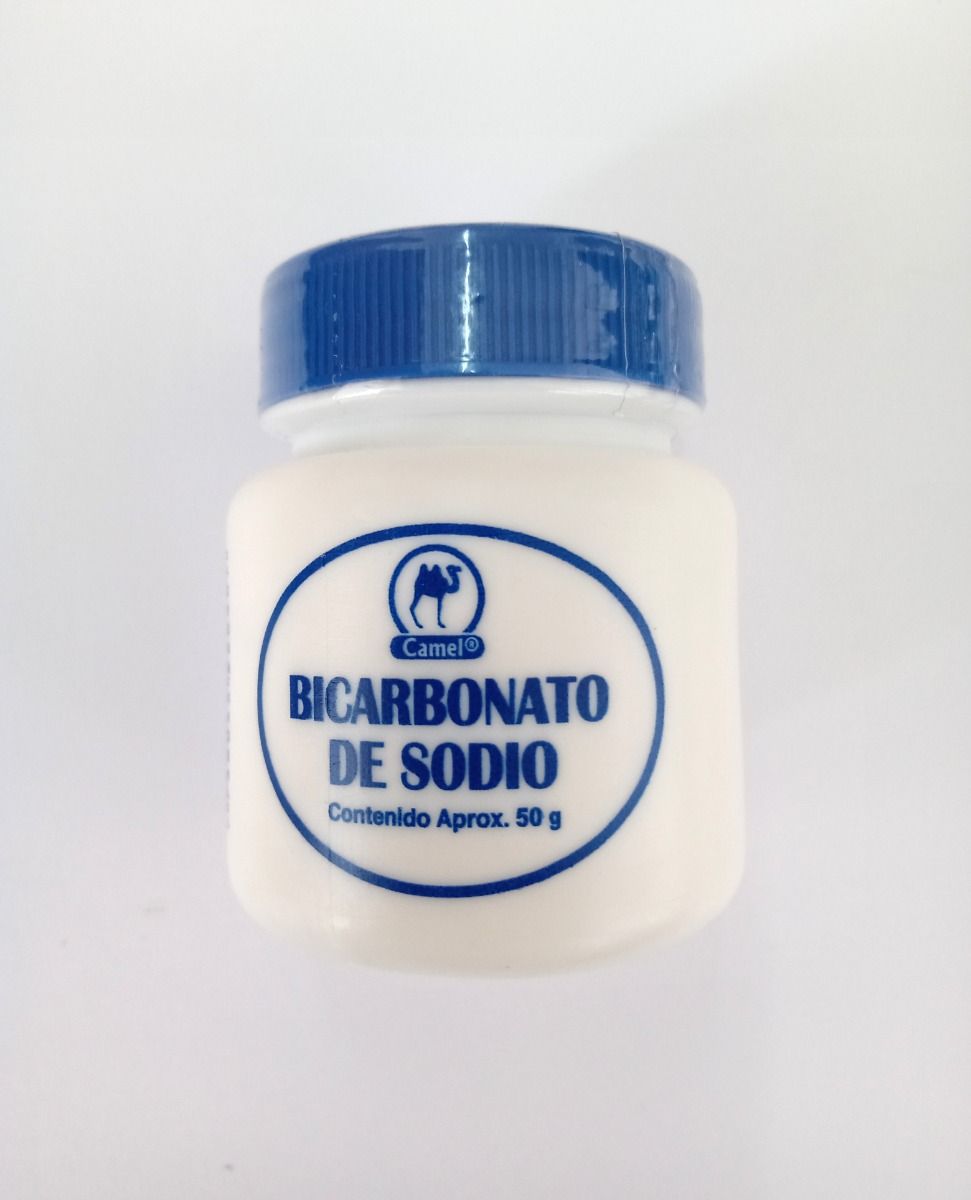 Camel®
BICARBONATO
DE SODIO
Contenido Aprox. 50 g